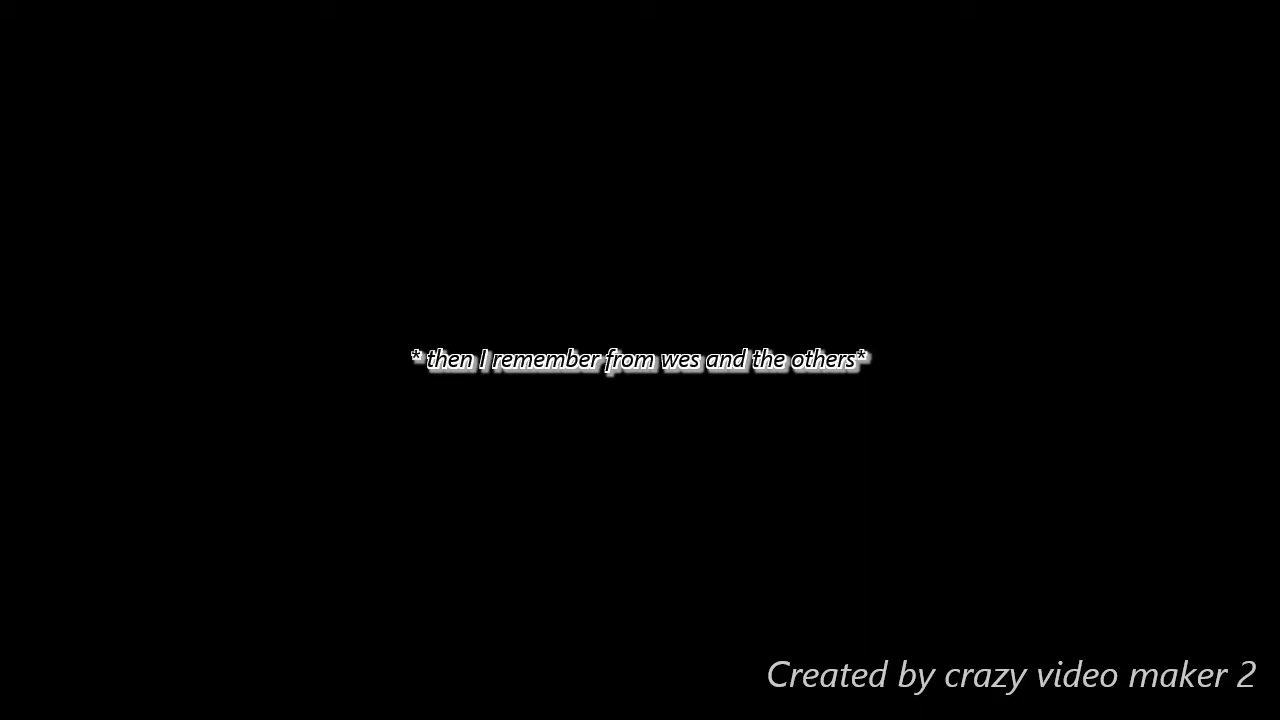 * then I remember from wes and the others*
Created by crazy video maker 2